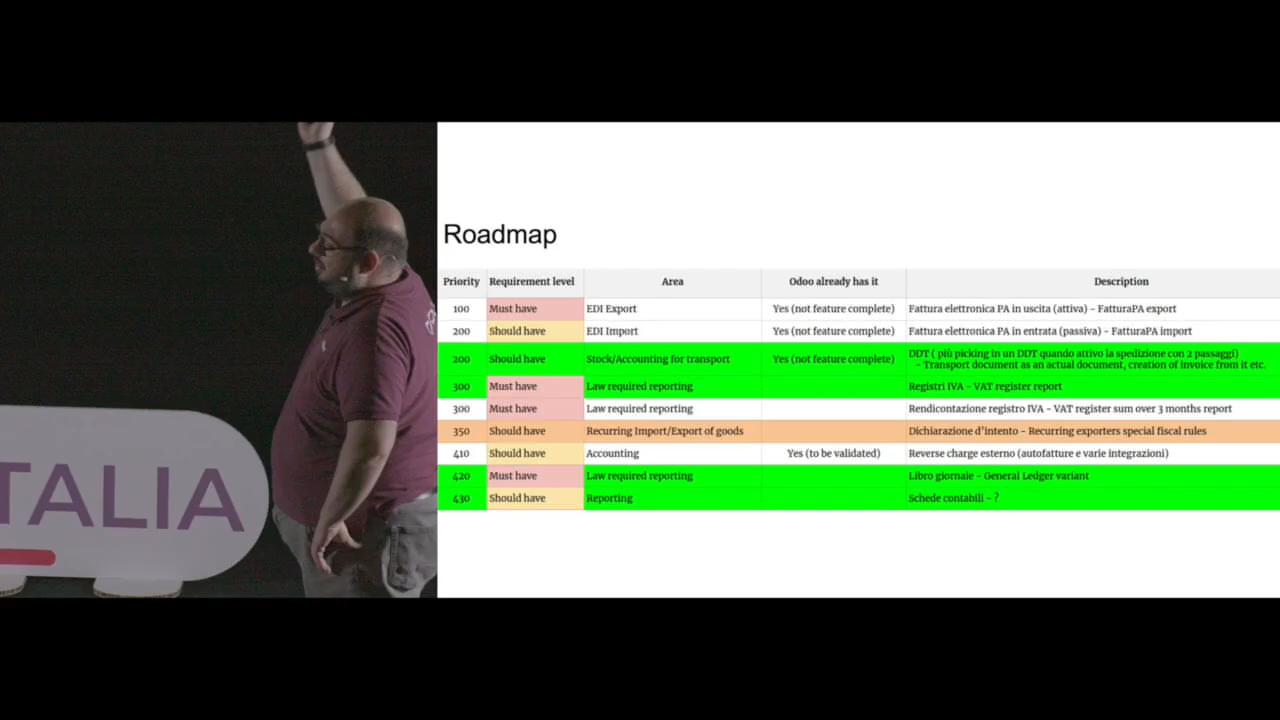 TALIA
Roadmap
Priority Requirement level Area Odoo already has it Description
100 Must have EDI Export Yes (not feature complete) Fattura elettronica PA in uscita (attiva) - FatturaPA export
200 Should have EDI Import Yes (not feature complete) Fattura elettronica PA in entrata (passiva) - FatturaPA import
200 Should have Stock/Accounting for transport Yes (not feature complete) DDT ( più picking in un DDT quando attivo la spedizione con 2 passaggi)
- Transport document as an actual document, creation of invoice from it etc.
300 Must have Law required reporting Registri IVA - VAT register report
300 Must have Law required reporting Rendicontazione registro IVA - VAT register sum over 3 months report
350 Should have Recurring Import/Export of goods Dichiarazione d'intento - Recurring exporters special fiscal rules
410 Should have Accounting Yes (to be validated) Reverse charge esterno (autofatture e varie integrazioni)
420 Must have Law required reporting Libro giornale - General Ledger variant
430 Should have Reporting Schede contabili - ?